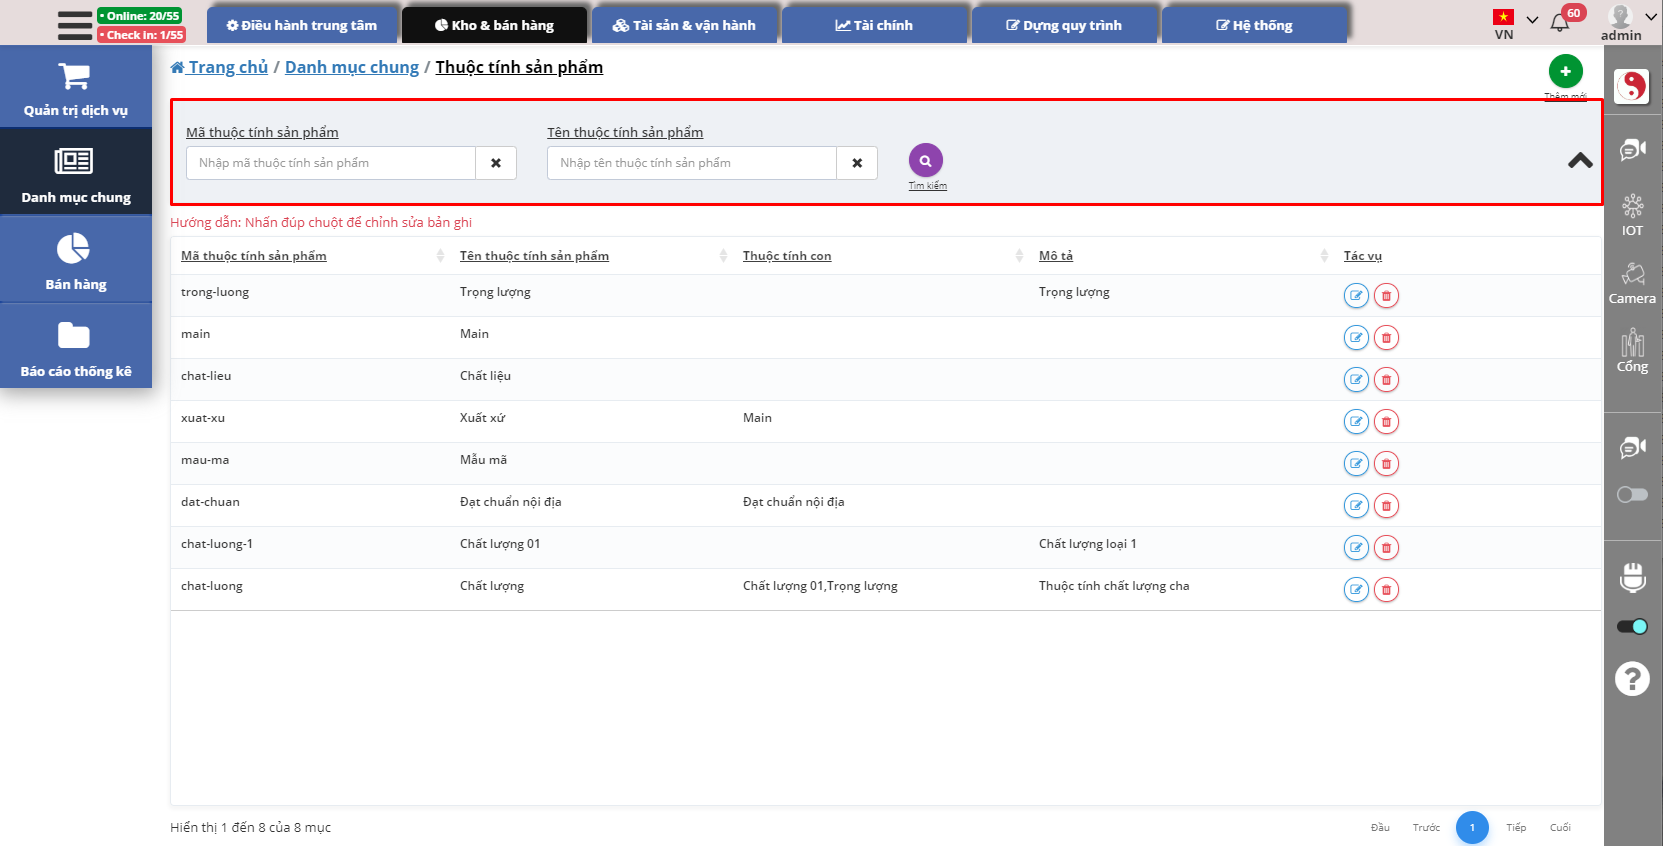 • Online: 20/55
• Check in: 1/55
Điều hành trung tâm
Kho & bán hàng
Tài sản & vận hành
Tài chính
Dựng quy trình
Hệ thống
VN
60
admin
Quản trị dịch vụ
Danh mục chung
Bán hàng
Báo cáo thống kê
Trang chủ / Danh mục chung / Thuộc tính sản phẩm
Thêm mới
Mã thuộc tính sản phẩm
Tên thuộc tính sản phẩm
Nhập mã thuộc tính sản phẩm
Nhập tên thuộc tính sản phẩm
Tìm kiếm
Hướng dẫn: Nhấn đúp chuột để chỉnh sửa bản ghi
Mã thuộc tính sản phẩm Tên thuộc tính sản phẩm Thuộc tính con Mô tả Tác vụ
trong-luong Trọng lượng Trọng lượng
main Main
chat-lieu Chất liệu
xuat-xu Xuất xứ Main
mau-ma Mẫu mã
dat-chuan Đạt chuẩn nội địa Đạt chuẩn nội địa
chat-luong-1 Chất lượng 01 Chất lượng loại 1
chat-luong Chất lượng Chất lượng 01,Trọng lượng Thuộc tính chất lượng cha
Hiển thị 1 đến 8 của 8 mục
Đầu Trước 1 Tiếp Cuối
IOT
Camera
Cổng